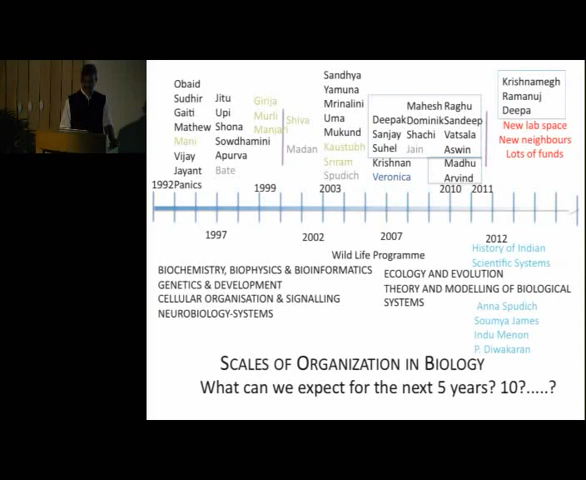 Obaid
Sudhir
Gaiti
Mathew
Mani
Vijay
Jayant
1992Panics
Jitu
Upi
Shona
Sowdhamini
Apurva
Bate
Girija
Murli
Manjari
1999
Shiva
Madan
Sandhya
Yamuna
Mrinalini
Uma
Mukund
Kaustubh
Sriram
Spudich
2003
Deepak
Sanjay
Suhel
Krishnan
Veronica
Mahesh Raghu
Dominik Sandeep
Shachi Vatsala
Jain Aswin
Madhu
Arvind
2010 2011
Krishnamegh
Ramanuj
Deepa
New lab space
New neighbours
Lots of funds
1997
2002
2007
2012
Wild Life Programme
BIOCHEMISTRY, BIOPHYSICS & BIOINFORMATICS
GENETICS & DEVELOPMENT
CELLULAR ORGANISATION & SIGNALLING
NEUROBIOLOGY-SYSTEMS
ECOLOGY AND EVOLUTION
THEORY AND MODELLING OF BIOLOGICAL
SYSTEMS
History of Indian
Scientific Systems
Anna Spudich
Soumya James
Indu Menon
P. Diwakaran
SCALES OF ORGANIZATION IN BIOLOGY
What can we expect for the next 5 years? 10?.....?